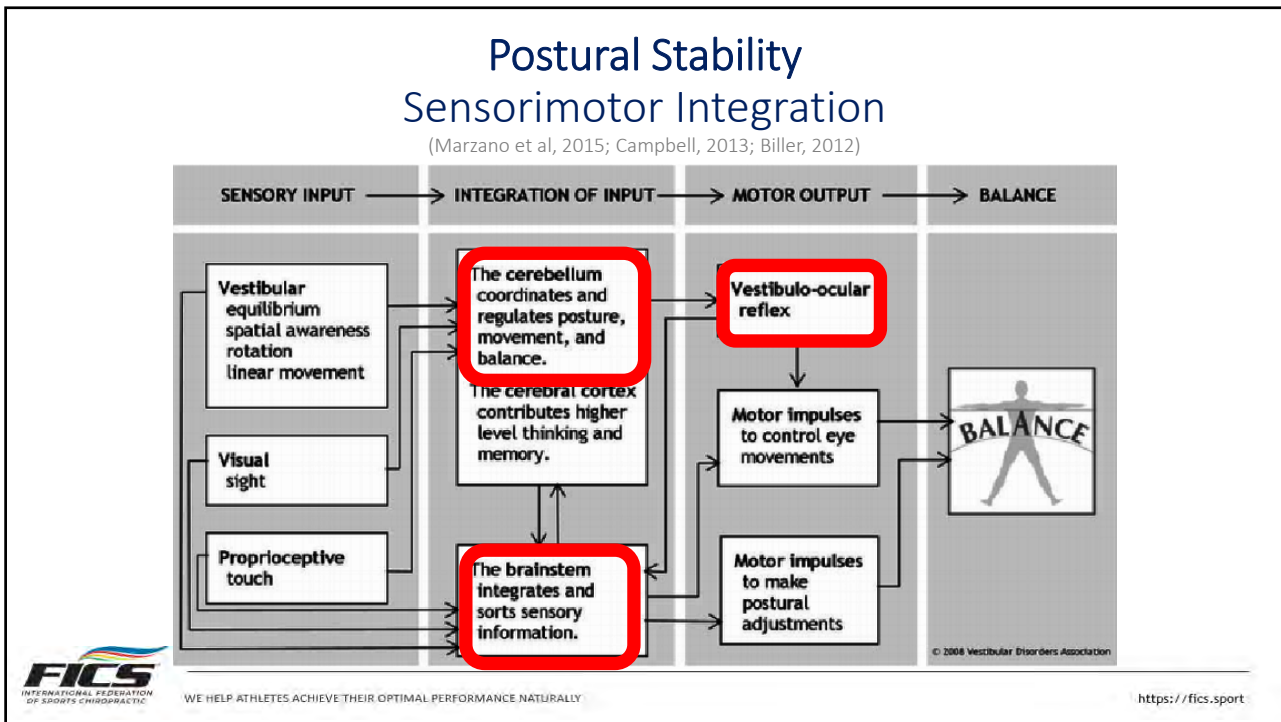 Postural Stability
Sensorimotor Integration
(Marzano et al, 2015; Campbell, 2013; Biller, 2012)
SENSORY INPUT
INTEGRATION OF INPUT
MOTOR OUTPUT
BALANCE
Vestibular
equilibrium
spatial awareness
rotation
linear movement
Visual
sight
Proprioceptive
touch
The cerebellum
coordinates and
regulates posture,
movement, and
balance.
The cerebral cortex
contributes higher
level thinking and
memory.
The brainstem
integrates and
sorts sensory
information.
Vestibulo-ocular
reflex
Motor impulses
to control eye
movements
Motor impulses
to make
postural
adjustments
BALANCE
© 2008 Vestibular Disorders Association
FICS
INTERNATIONAL FEDERATION
OF SPORTS CHIROPRACTIC
WE HELP ATHLETES ACHIEVE THEIR OPTIMAL PERFORMANCE NATURALLY
https://fics.sport